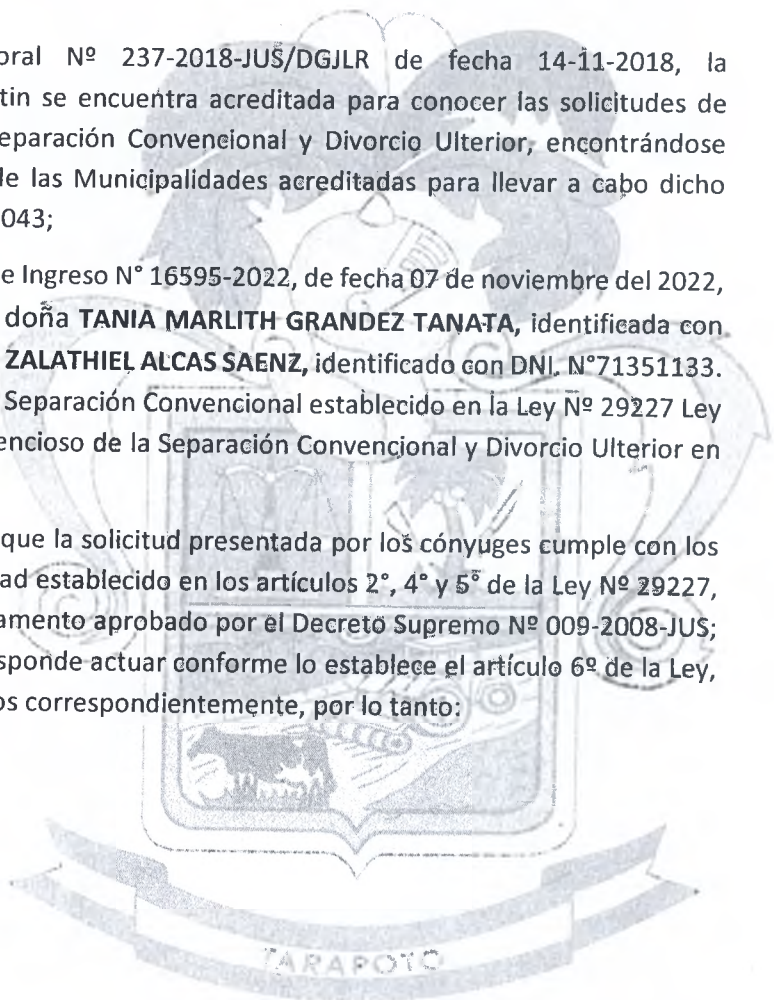 oral Nº 237-2018-JUS/DGJLR de fecha 14-11-2018, la
tin se encuentra acreditada para conocer las solicitudes de
eparación Convencional y Divorcio Ulterior, encontrándose
le las Municipalidades acreditadas para llevar a cabo dicho
043;
e Ingreso N° 16595-2022, de fecha 07 de noviembre del 2022,
doña TANIA MARLITH GRANDEZ TANATA, identificada con
ZALATHIEL ALCAS SAENZ, identificado con DNI. N°71351133.
Separación Convencional establecido en la Ley Nº 29227 Ley
encioso de la Separación Convencional y Divorcio Ulterior en
que la solicitud presentada por los cónyuges cumple con los
ad establecido en los artículos 2°, 4° y 5° de la Ley Nº 29227,
amento aprobado por el Decreto Supremo Nº 009-2008-JUS;
sponde actuar conforme lo establece el artículo 6º de la Ley,
os correspondientemente, por lo tanto:
TARAPOTO